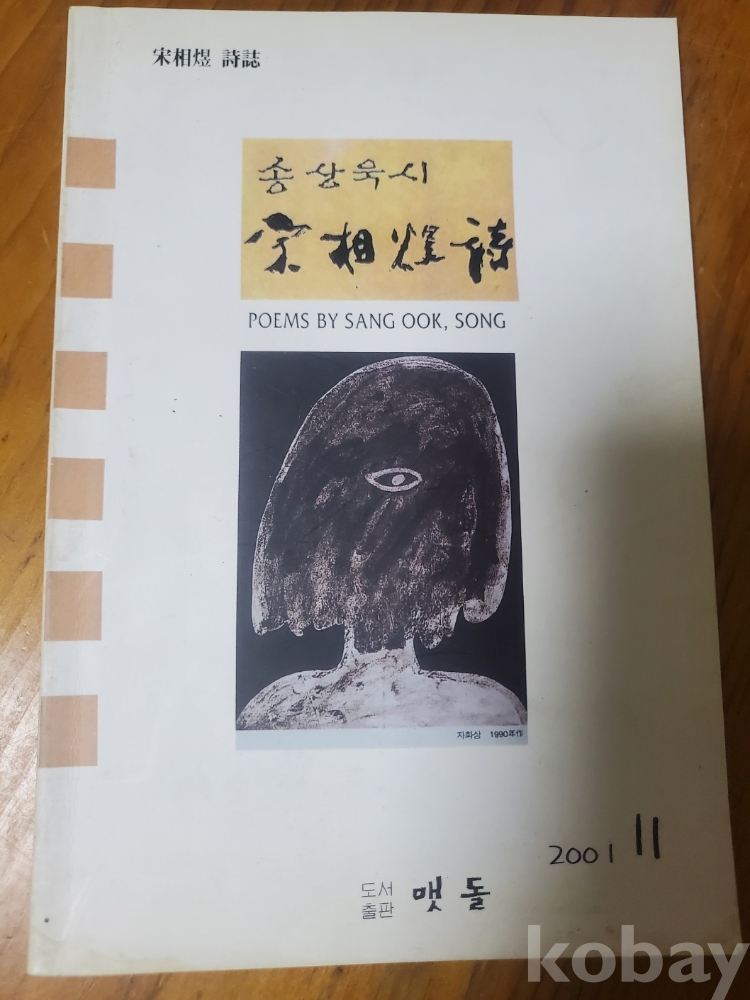 宋相煜 詩誌
송상욱시
宋相煜詩
POEMS BY SANG OOK, SONG
자화상 1990年作
2001 11
도서
출판 맷돌
kobay